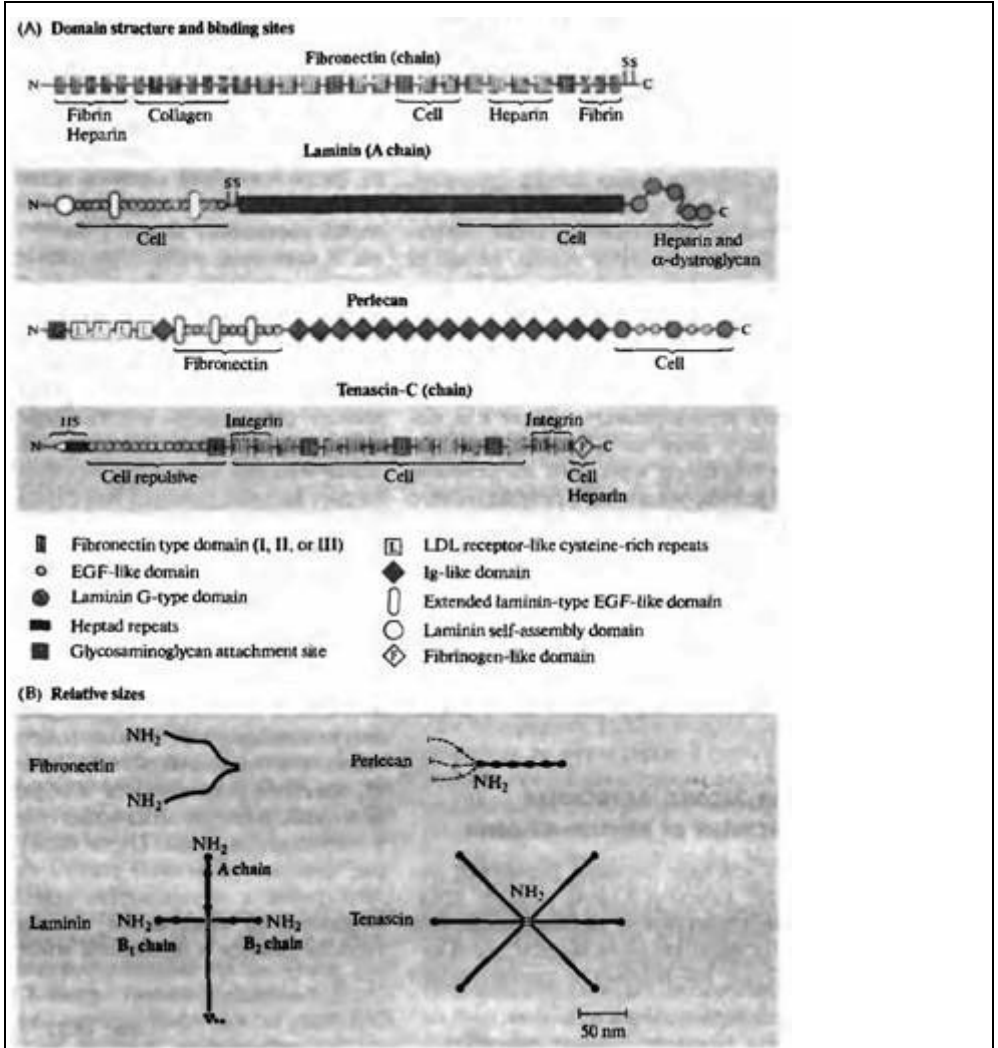 (A) Domain structure and binding sites
Fibronectin (chain)
SS
N C
Fibrin Collagen Cell Heparin Fibrin
Heparin
Laminin (A chain)
SS
N C
Cell Cell Heparin and
α-dystroglycan
Perlecan
N L L L L C
Fibronectin Cell
Tenascin-C (chain)
Integrin Integrin
N F C
Cell repulsive Cell Cell
Heparin
Fibronectin type domain (I, II, or III)
EGF-like domain
Laminin G-type domain
Heptad repeats
Glycosaminoglycan attachment site
L LDL receptor-like cysteine-rich repeats
Ig-like domain
Extended laminin-type EGF-like domain
Laminin self-assembly domain
F Fibrinogen-like domain
(B) Relative sizes
NH2
Fibronectin
NH2
Perlecan
NH2
NH2
A chain
Laminin NH2 NH2
B1 chain B2 chain
NH2
Tenascin
50 nm